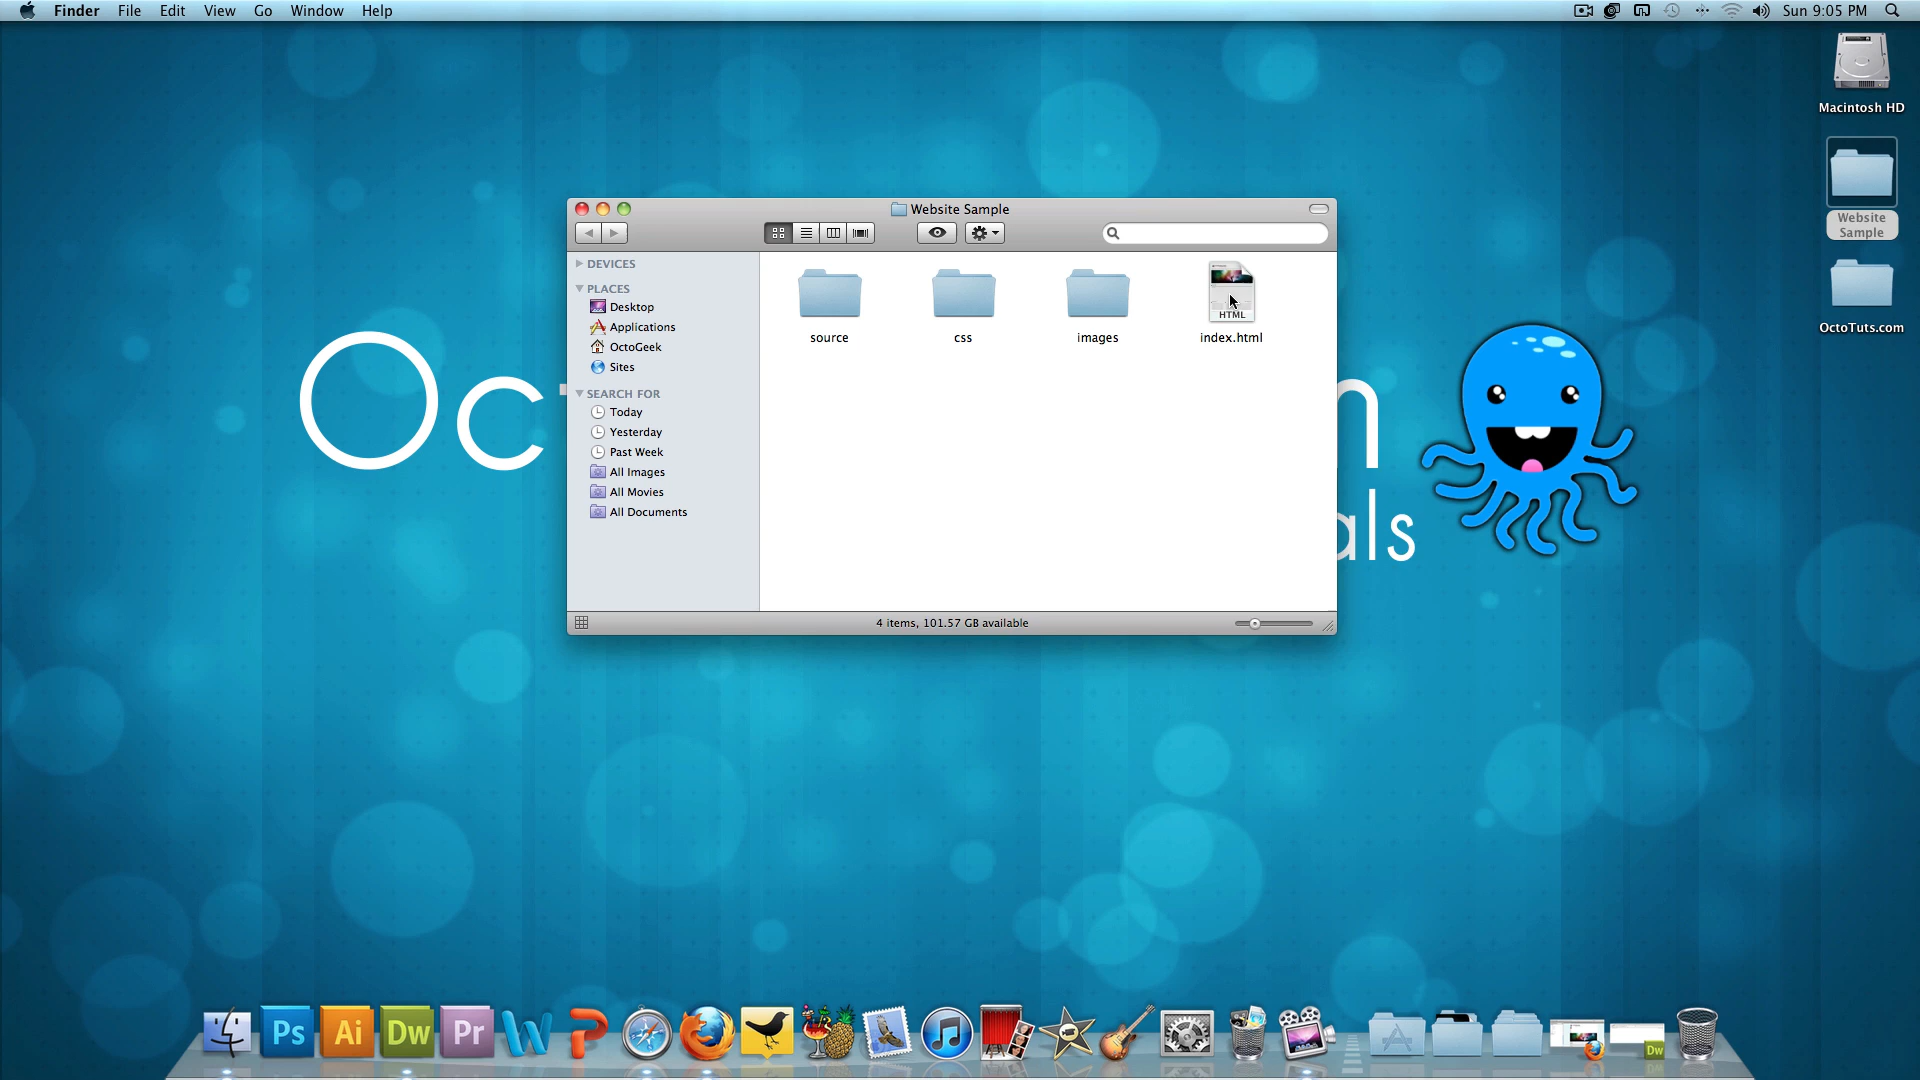 Finder File Edit View Go Window Help
Sun 9:05 PM
Macintosh HD
Website
Sample
OctoTuts.com
Website Sample
DEVICES
PLACES
Desktop
Applications
OctoGeek
Sites
SEARCH FOR
Today
Yesterday
Past Week
All Images
All Movies
All Documents
HTML
source css images index.html
4 items, 101.57 GB available
Oc
n
als
Ps Ai Dw Pr W P
Dw